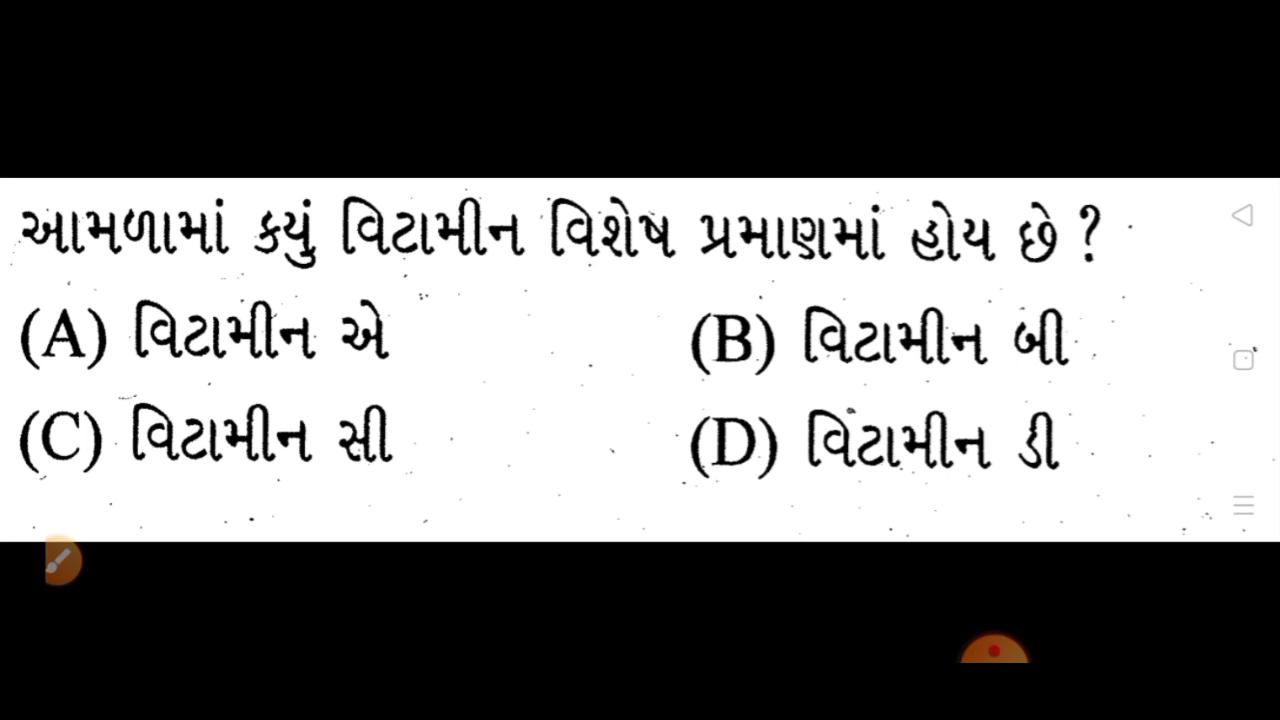 આમળામાં કયું વિટામીન વિશેષ પ્રમાણમાં હોય છે ?
(A) વિટામીન એ (B) વિટામીન બી
(C) વિટામીન સી (D) વિટામીન ડી